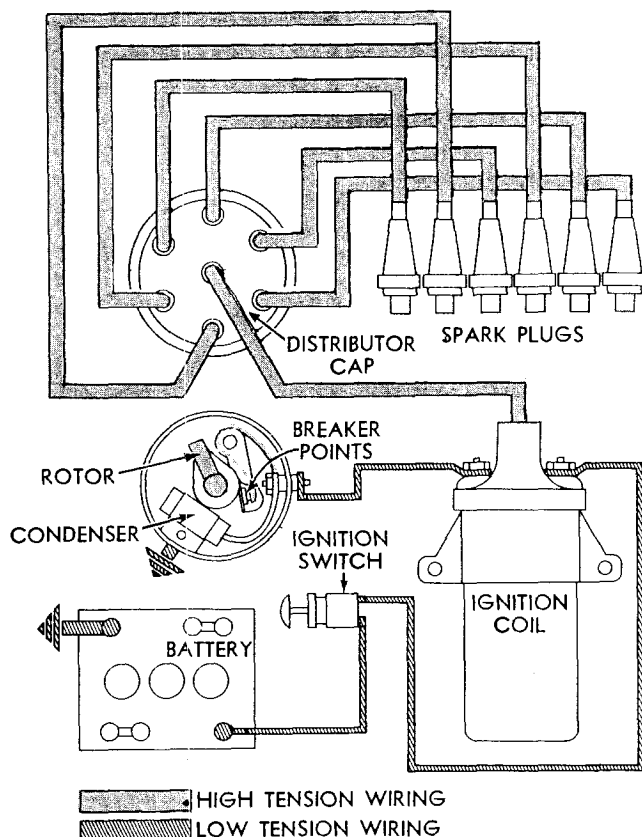 SPARK PLUGS
DISTRIBUTOR
CAP
BREAKER
POINTS
ROTOR
CONDENSER
IGNITION
SWITCH
IGNITION
COIL
BATTERY
HIGH TENSION WIRING
LOW TENSION WIRING